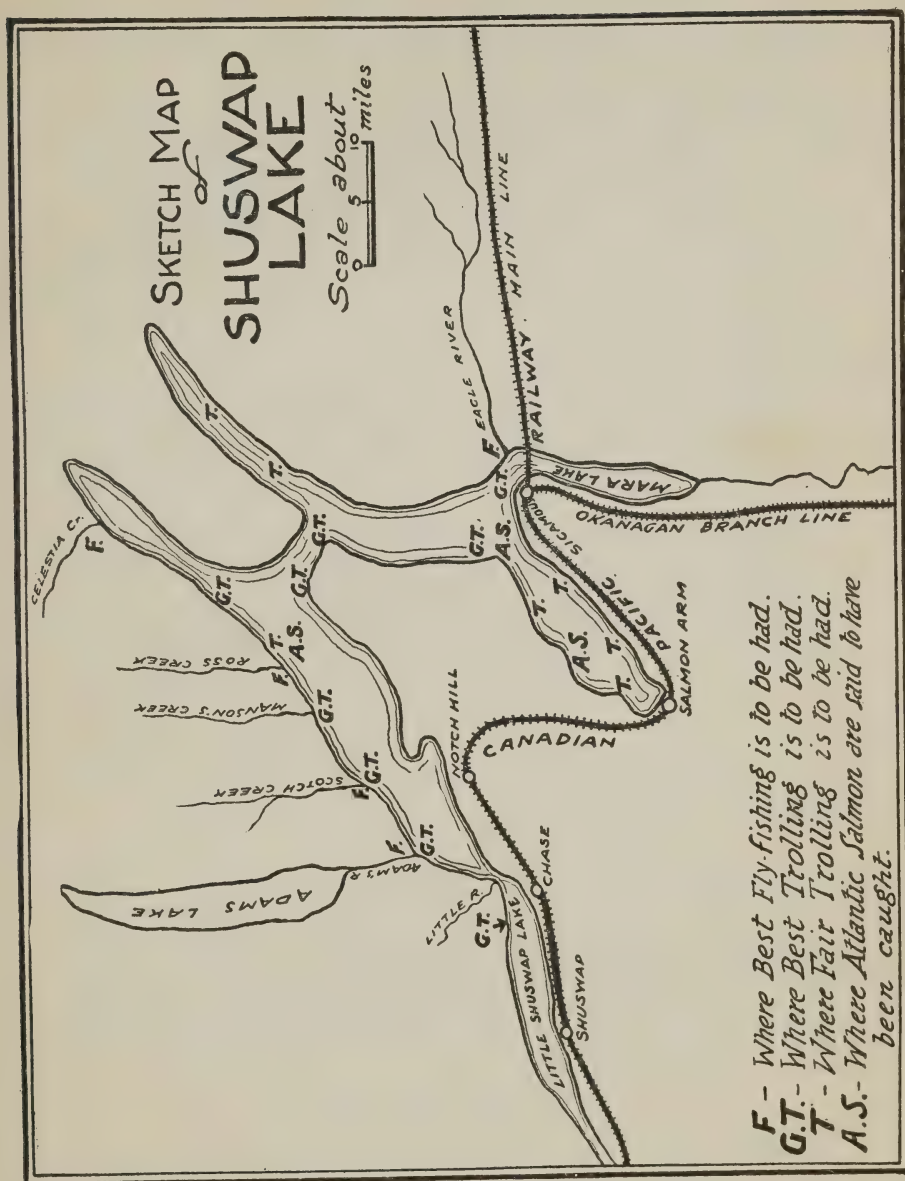 SKETCH MAP
of
SHUSWAP
LAKE
Scale about
0 5 10
miles
CELESTIA CR.
F.
ROSS CREEK
MANSON'S CREEK
SCOTCH CREEK
ADAMS LAKE
ADAM'S R.
LITTLE R.
G.T.
T.
A.S.
F.
G.T.
F.
G.T.
F.
G.T.
G.T.
G.T.
G.T.
T.
T.
EAGLE RIVER
F.
G.T.
G.T.
A.S.
T.
T.
A.S.
T.
T.
MARA LAKE
SICAMOUS
CANADIAN
PACIFIC.
RAILWAY. MAIN LINE
OKANAGAN BRANCH LINE
SALMON ARM
NOTCH HILL
CHASE
SHUSWAP
LITTLE SHUSWAP LAKE
F - Where Best Fly-Fishing is to be had.
G.T. - Where Best Trolling is to be had.
T - Where Fair Trolling is to be had.
A.S. - Where Atlantic Salmon are said to have
been caught.